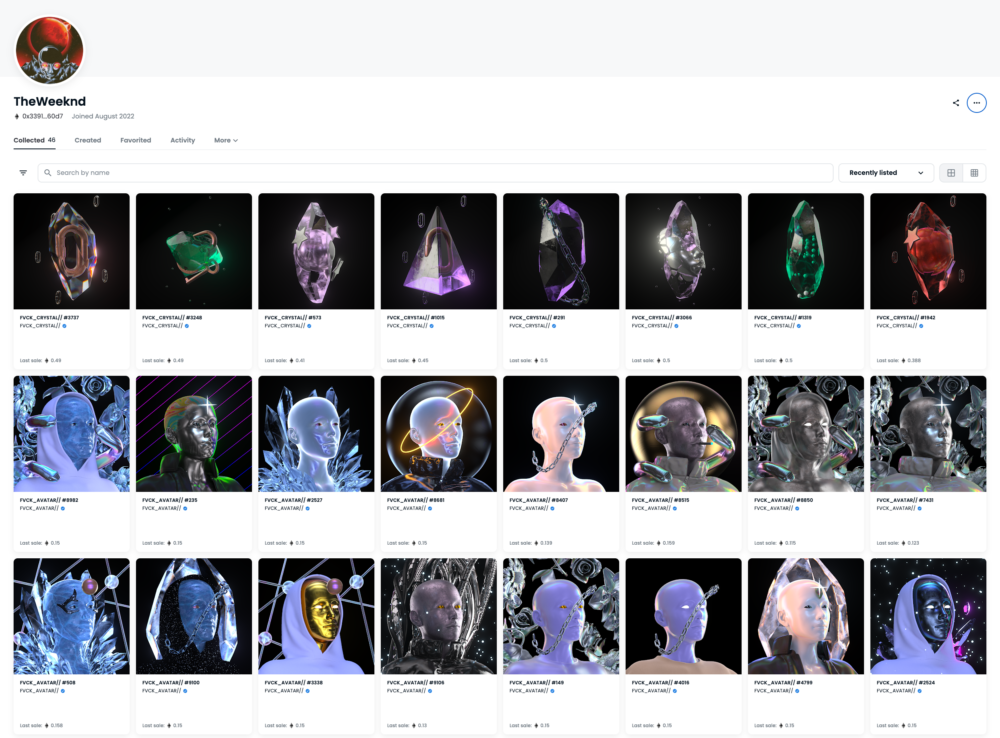 TheWeeknd
0x3391...60d7 Joined August 2022
Collected 46 Created Favorited Activity More
Search by name
Recently listed
FVCK_CRYSTAL// #3737 FVCK_CRYSTAL// #3248 FVCK_CRYSTAL// #573 FVCK_CRYSTAL// #1015 FVCK_CRYSTAL// #291 FVCK_CRYSTAL// #3066 FVCK_CRYSTAL// #1319 FVCK_CRYSTAL// #1942
FVCK_CRYSTAL// FVCK_CRYSTAL// FVCK_CRYSTAL// FVCK_CRYSTAL// FVCK_CRYSTAL// FVCK_CRYSTAL// FVCK_CRYSTAL// FVCK_CRYSTAL//
Last sale: 0.49 Last sale: 0.49 Last sale: 0.41 Last sale: 0.45 Last sale: 0.5 Last sale: 0.5 Last sale: 0.5 Last sale: 0.388
FVCK_AVATAR// #8982 FVCK_AVATAR// #235 FVCK_AVATAR// #2527 FVCK_AVATAR// #8681 FVCK_AVATAR// #8407 FVCK_AVATAR// #8515 FVCK_AVATAR// #9850 FVCK_AVATAR// #7431
FVCK_AVATAR// FVCK_AVATAR// FVCK_AVATAR// FVCK_AVATAR// FVCK_AVATAR// FVCK_AVATAR// FVCK_AVATAR// FVCK_AVATAR//
Last sale: 0.15 Last sale: 0.15 Last sale: 0.15 Last sale: 0.15 Last sale: 0.139 Last sale: 0.159 Last sale: 0.115 Last sale: 0.123
FVCK_AVATAR// #508 FVCK_AVATAR// #9100 FVCK_AVATAR// #3338 FVCK_AVATAR// #9106 FVCK_AVATAR// #149 FVCK_AVATAR// #4016 FVCK_AVATAR// #4799 FVCK_AVATAR// #3524
FVCK_AVATAR// FVCK_AVATAR// FVCK_AVATAR// FVCK_AVATAR// FVCK_AVATAR// FVCK_AVATAR// FVCK_AVATAR// FVCK_AVATAR//
Last sale: 0.158 Last sale: 0.15 Last sale: 0.15 Last sale: 0.13 Last sale: 0.15 Last sale: 0.15 Last sale: 0.15 Last sale: 0.15